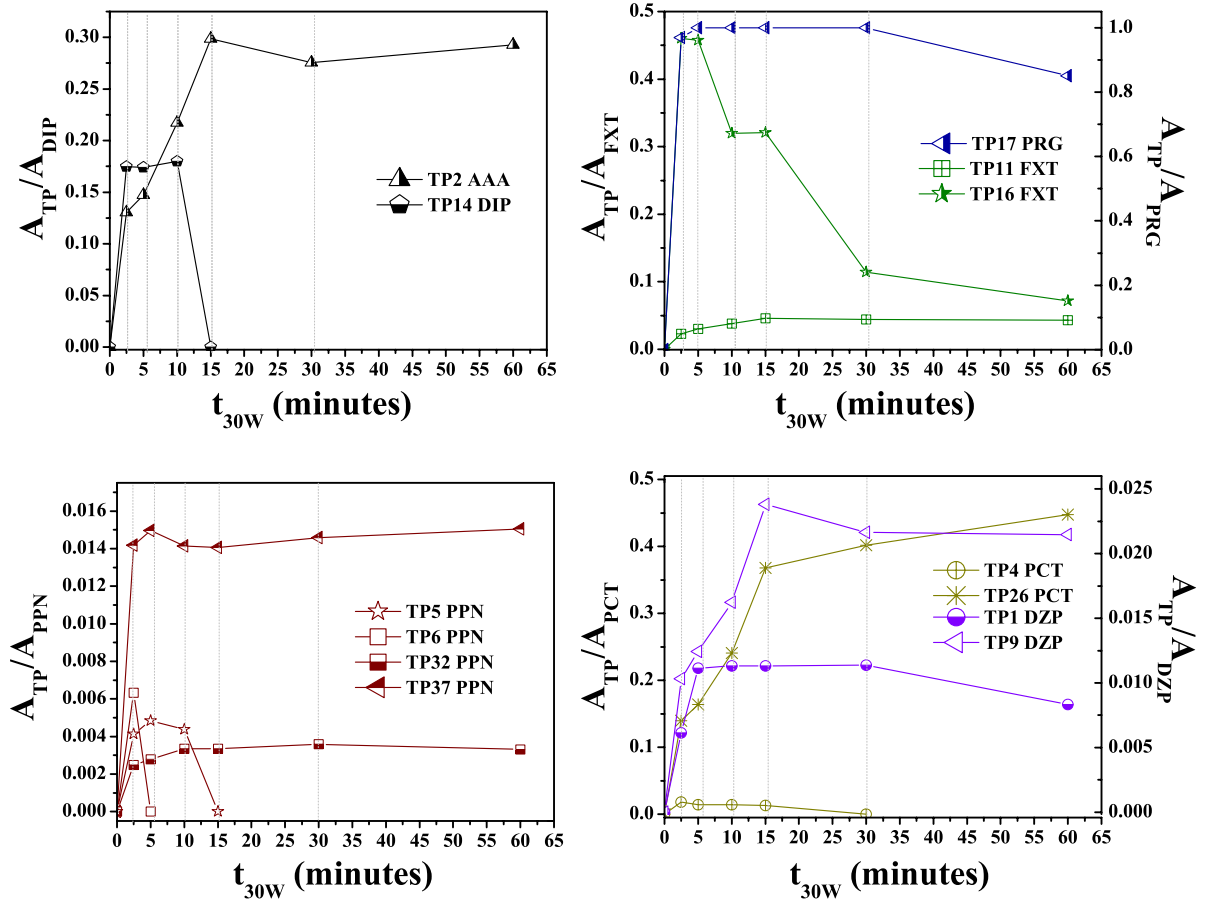 A_TP/A_DIP
0.30
0.25
0.20
0.15
0.10
0.05
0.00
TP2 AAA
TP14 DIP
0 5 10 15 20 25 30 35 40 45 50 55 60 65
t_30W (minutes)
A_TP/A_FXT
0.5
0.4
0.3
0.2
0.1
0.0
TP17 PRG
TP11 FXT
TP16 FXT
1.0
0.8
0.6
0.4
0.2
0.0
A_TP/A_PRG
0 5 10 15 20 25 30 35 40 45 50 55 60 65
t_30W (minutes)
A_TP/A_PPN
0.016
0.014
0.012
0.010
0.008
0.006
0.004
0.002
0.000
TP5 PPN
TP6 PPN
TP32 PPN
TP37 PPN
0 5 10 15 20 25 30 35 40 45 50 55 60 65
t_30W (minutes)
A_TP/A_PCT
0.5
0.4
0.3
0.2
0.1
0.0
TP4 PCT
TP26 PCT
TP1 DZP
TP9 DZP
0.025
0.020
0.015
0.010
0.005
0.000
A_TP/A_DZP
0 5 10 15 20 25 30 35 40 45 50 55 60 65
t_30W (minutes)